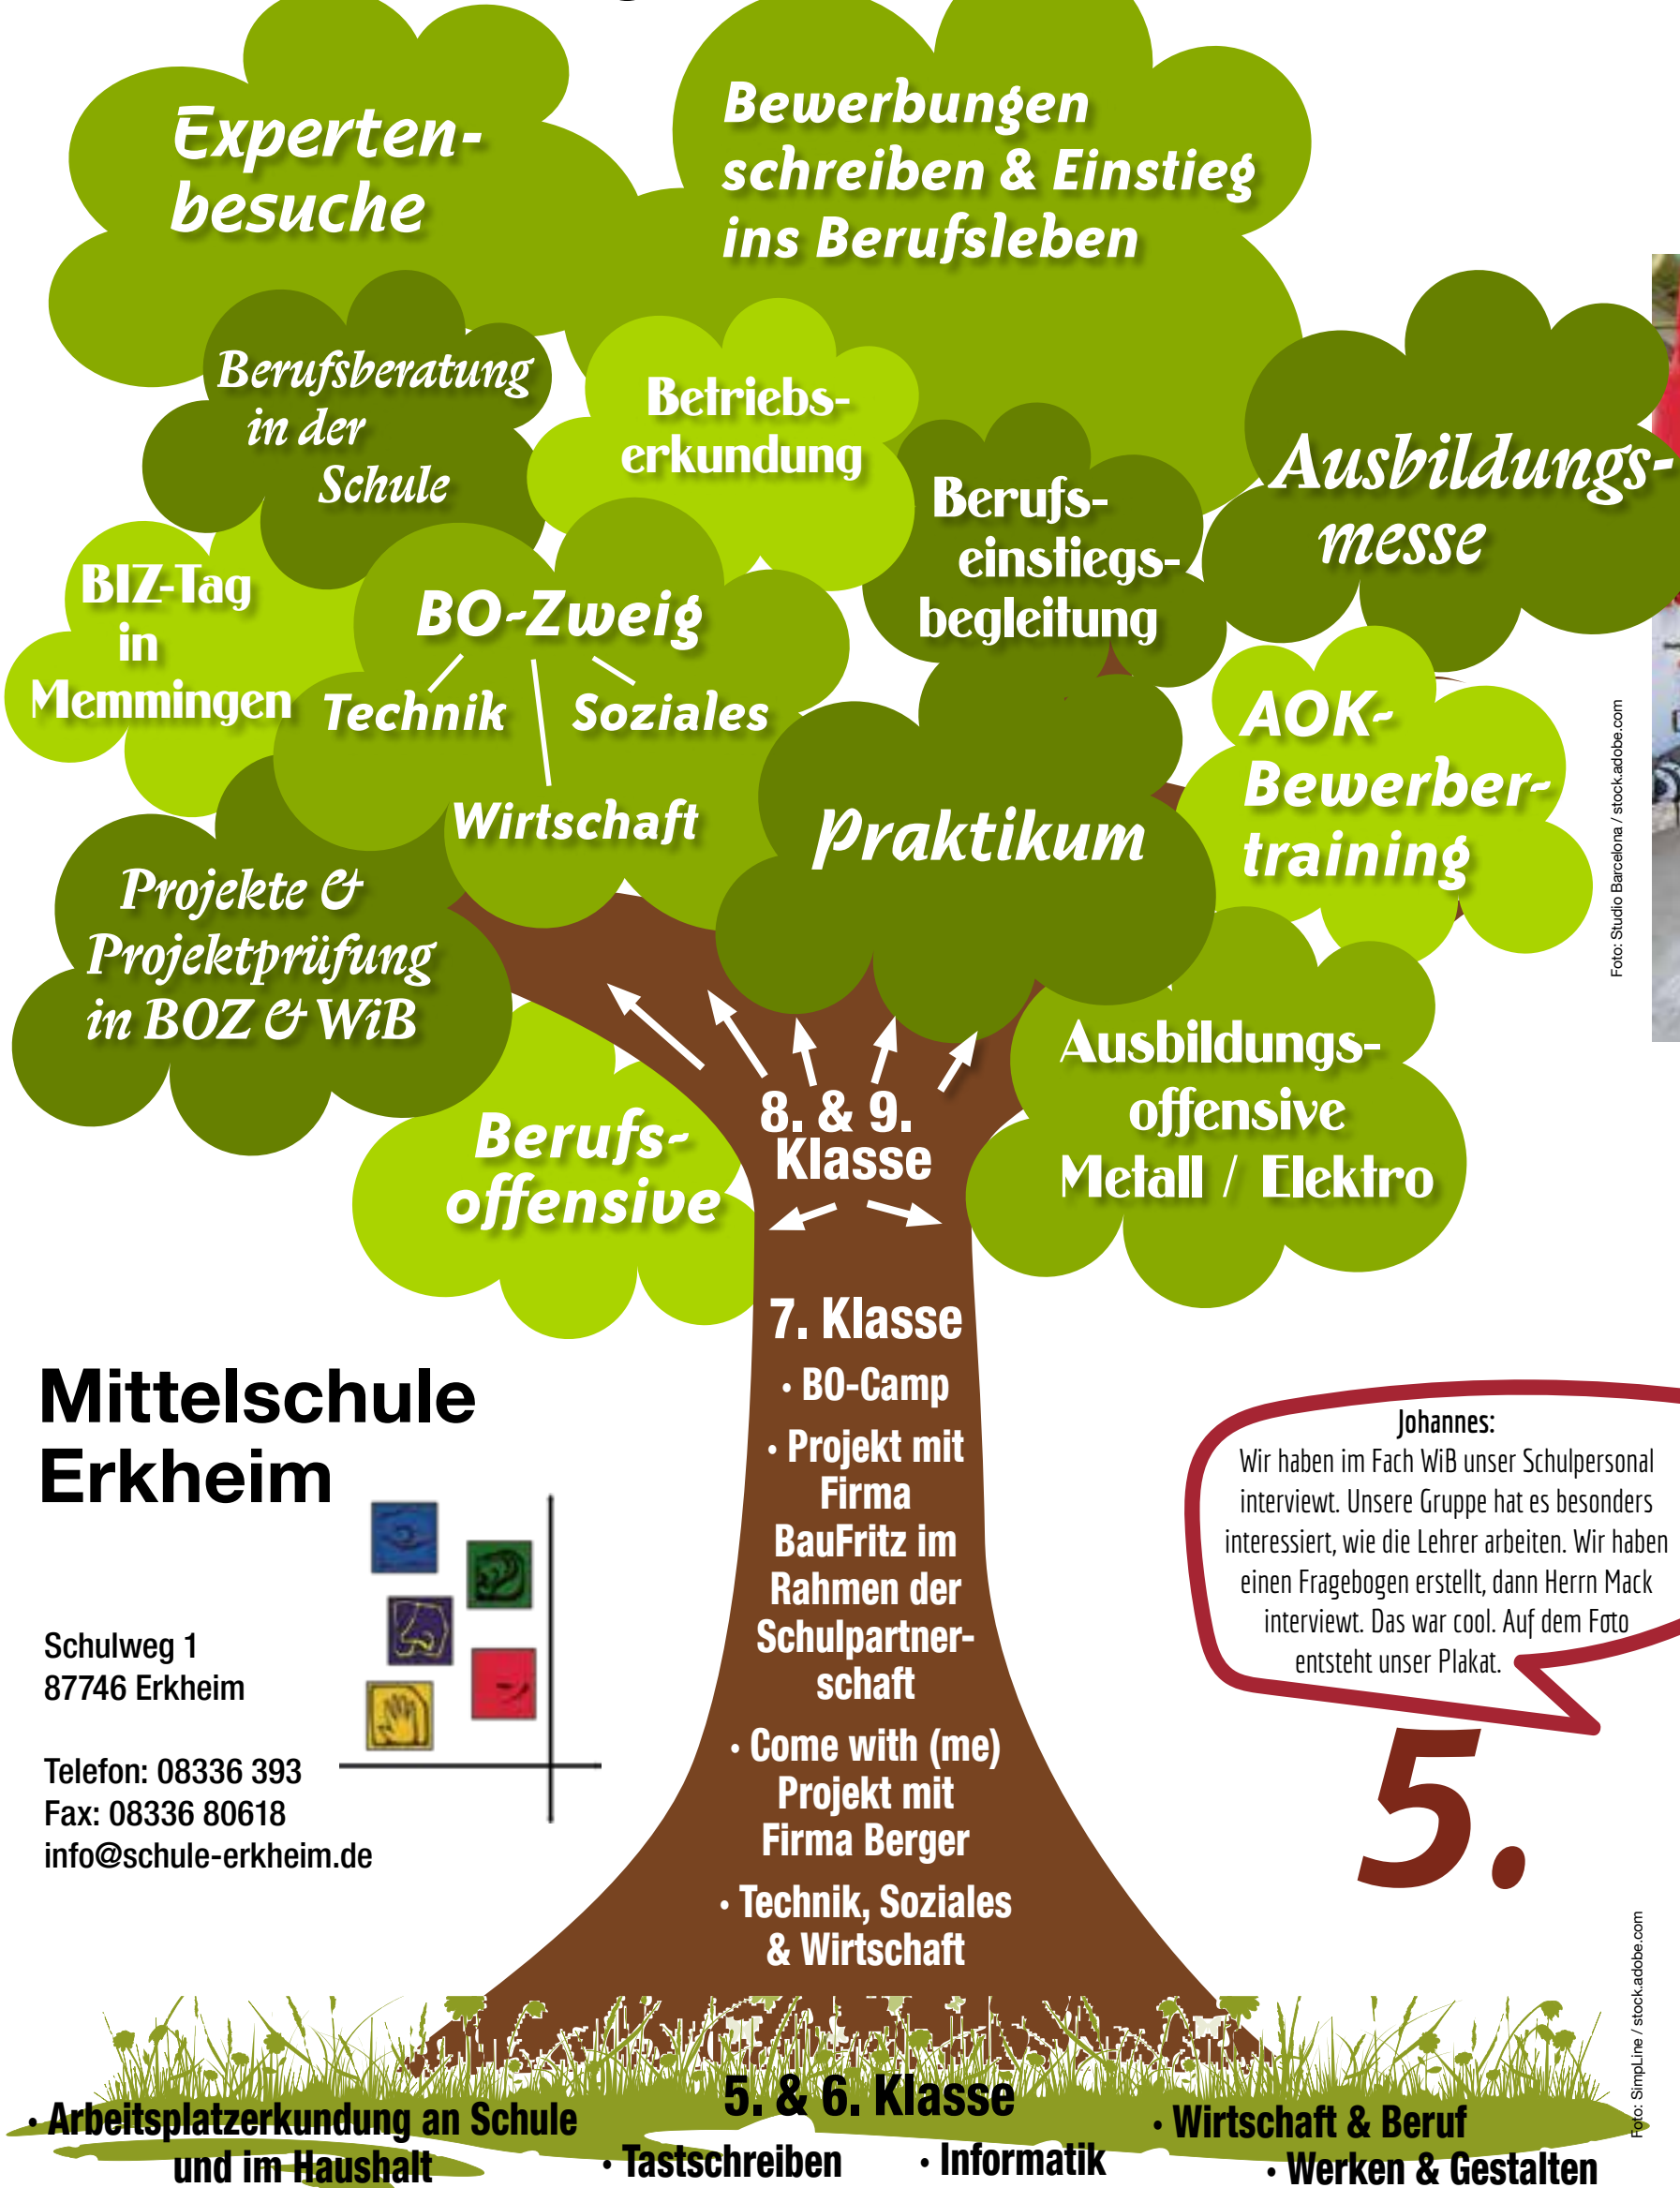 Experten-
besuche
Bewerbungen
schreiben & Einstieg
ins Berufsleben
Berufsberatung
in der
Schule
Betriebs-
erkundung
Berufs-
einstiegs-
begleitung
Ausbildungs-
messe
BIZ-Tag
in
Memmingen
BO-Zweig
Technik
Soziales
Wirtschaft
Praktikum
AOK-
Bewerber-
training
Projekte &
Projektprüfung
in BOZ & WiB
Berufs-
offensive
8. & 9.
Klasse
Ausbildungs-
offensive
Metall / Elektro
Foto: Studio Barcelona / stock.adobe.com
7. Klasse
• BO-Camp
• Projekt mit
Firma
BauFritz im
Rahmen der
Schulpartner-
schaft
• Come with (me)
Projekt mit
Firma Berger
• Technik, Soziales
& Wirtschaft
Mittelschule
Erkheim
Schulweg 1
87746 Erkheim
Telefon: 08336 393
Fax: 08336 80618
info@schule-erkheim.de
Johannes:
Wir haben im Fach WiB unser Schulpersonal
interviewt. Unsere Gruppe hat es besonders
interessiert, wie die Lehrer arbeiten. Wir haben
einen Fragebogen erstellt, dann Herrn Mack
interviewt. Das war cool. Auf dem Foto
entsteht unser Plakat.
5.
Foto: SimpLine / stock.adobe.com
5. & 6. Klasse
• Arbeitsplatzerkundung an Schule
und im Haushalt
• Tastschreiben
• Informatik
• Wirtschaft & Beruf
• Werken & Gestalten